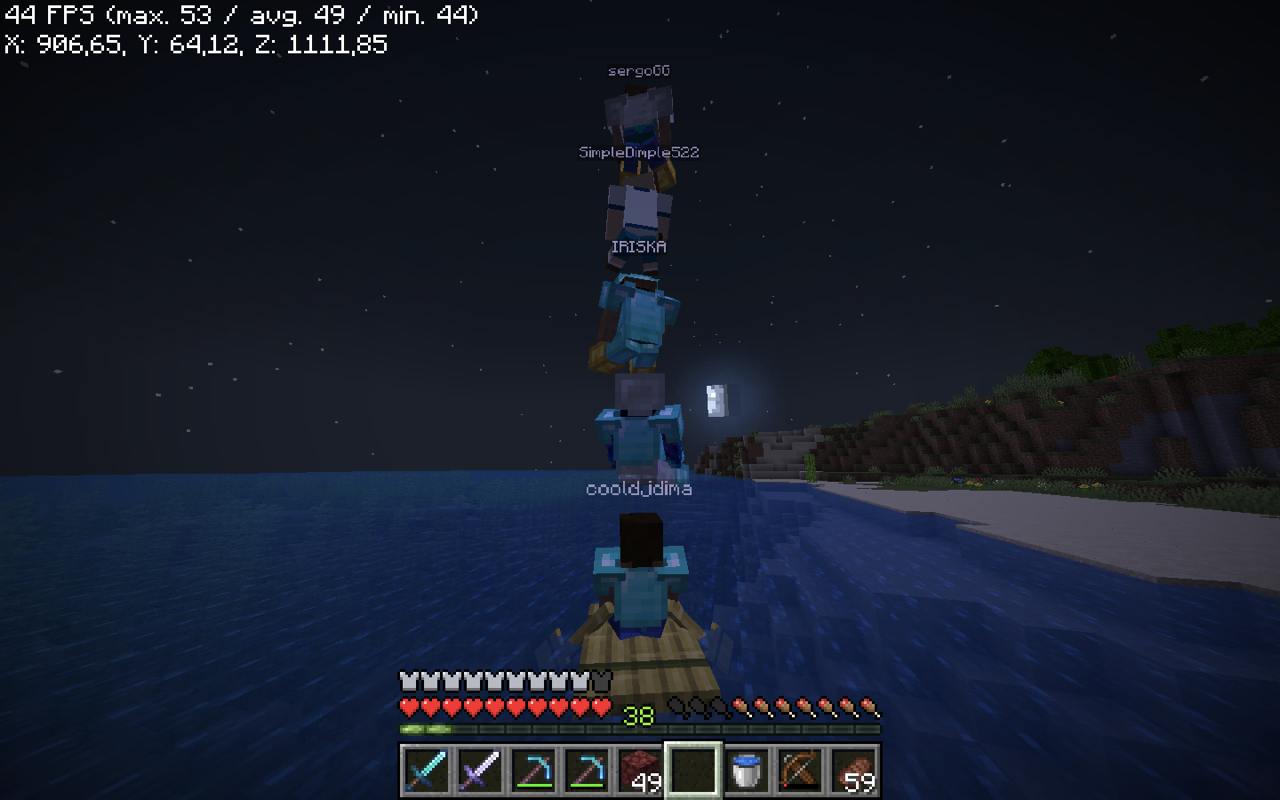 44 FPS (max. 53 / avg. 49 / min. 44)
X: 906,65, Y: 64,12, Z: 1111,85
sergoGG
SimpleDimple522
IRISKA
cooldjdima
38
49
59